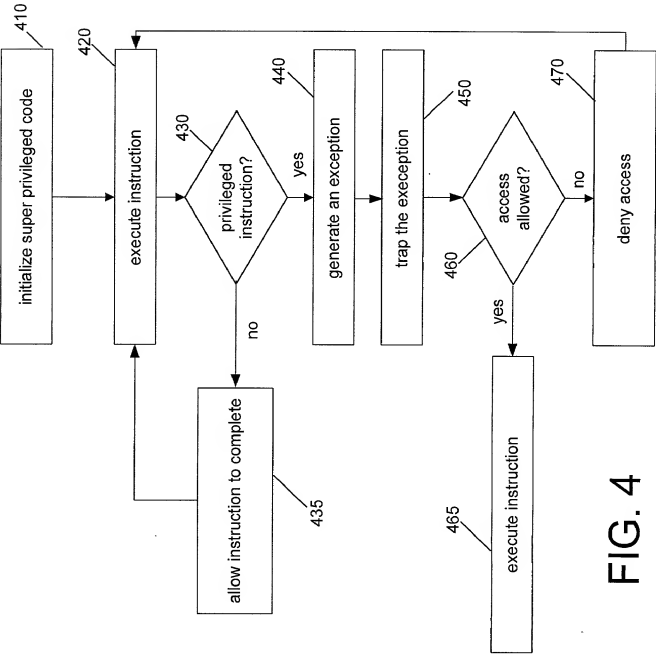 410
initialize super privileged code
420
execute instruction
430
privileged
instruction?
yes
no
allow instruction to complete
435
440
generate an exception
450
trap the exeception
access
allowed?
460
yes
no
465
execute instruction
470
deny access
FIG. 4